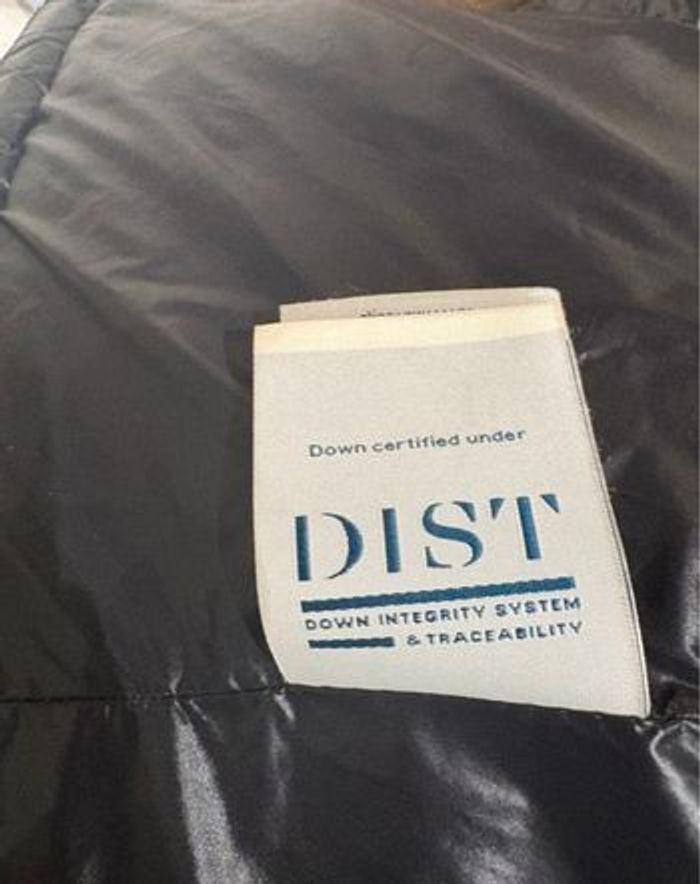 Down certified under
DIST
DOWN INTEGRITY SYSTEM
& TRACEABILITY